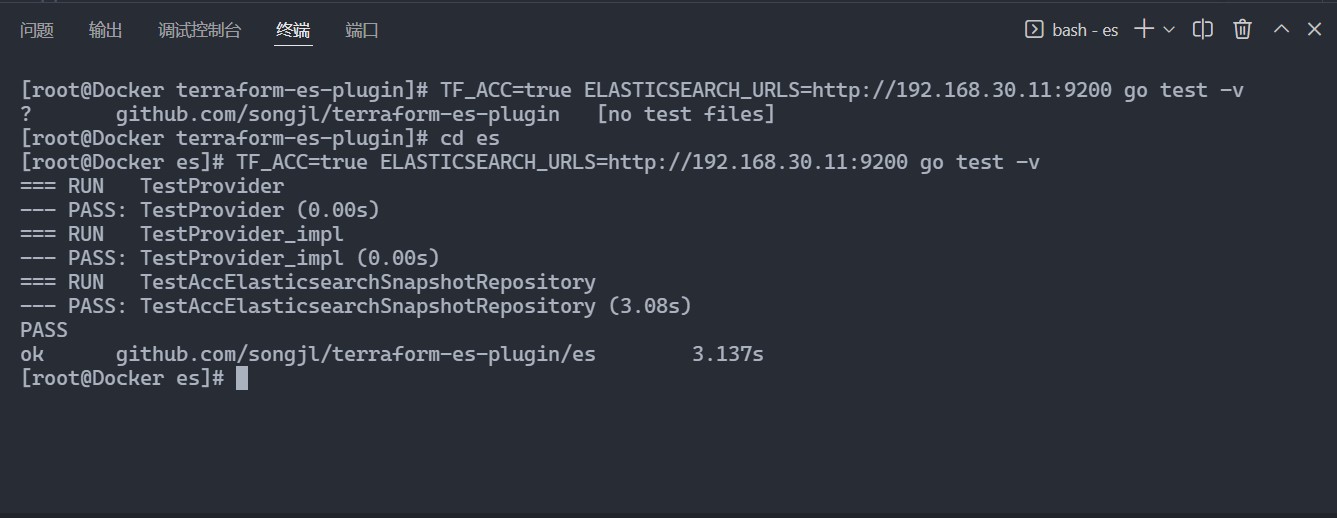 问题 输出 调试控制台 终端 端口 bash - es
[root@Docker terraform-es-plugin]# TF_ACC=true ELASTICSEARCH_URLS=http://192.168.30.11:9200 go test -v
? github.com/songjl/terraform-es-plugin [no test files]
[root@Docker terraform-es-plugin]# cd es
[root@Docker es]# TF_ACC=true ELASTICSEARCH_URLS=http://192.168.30.11:9200 go test -v
=== RUN TestProvider
--- PASS: TestProvider (0.00s)
=== RUN TestProvider_impl
--- PASS: TestProvider_impl (0.00s)
=== RUN TestAccElasticsearchSnapshotRepository
--- PASS: TestAccElasticsearchSnapshotRepository (3.08s)
PASS
ok github.com/songjl/terraform-es-plugin/es 3.137s
[root@Docker es]#